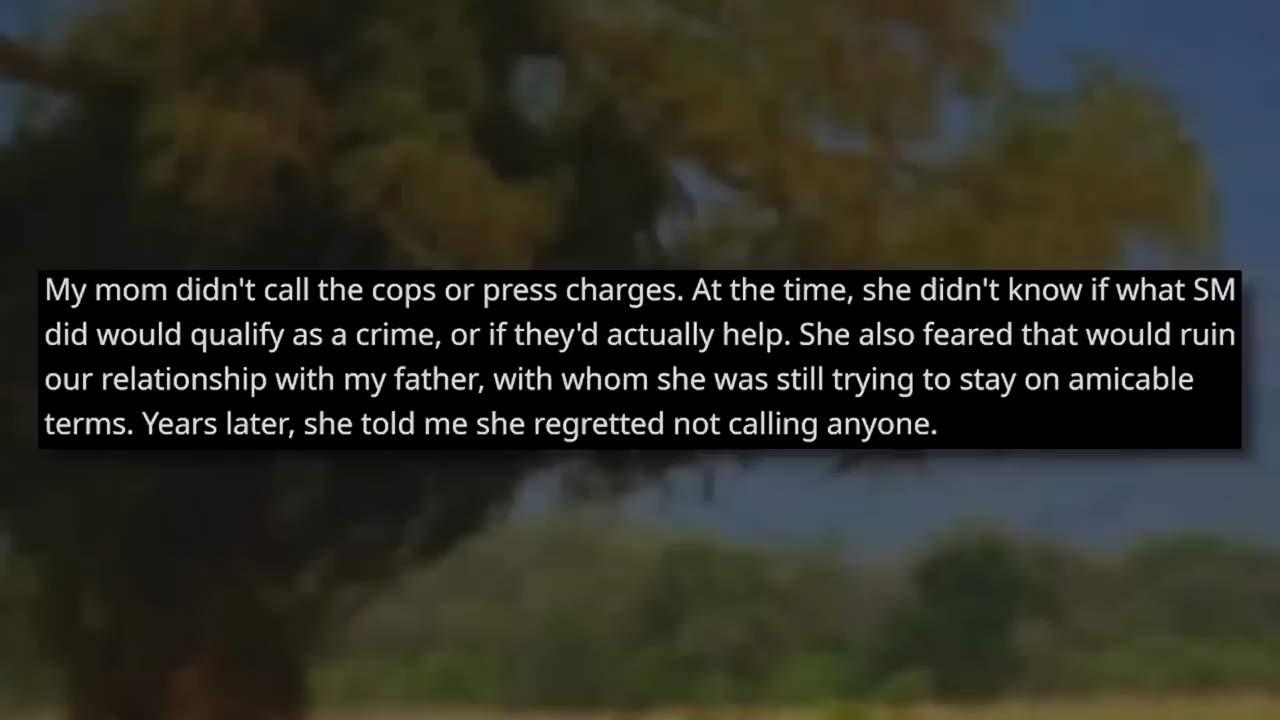 My mom didn't call the cops or press charges. At the time, she didn't know if what SM
did would qualify as a crime, or if they'd actually help. She also feared that would ruin
our relationship with my father, with whom she was still trying to stay on amicable
terms. Years later, she told me she regretted not calling anyone.